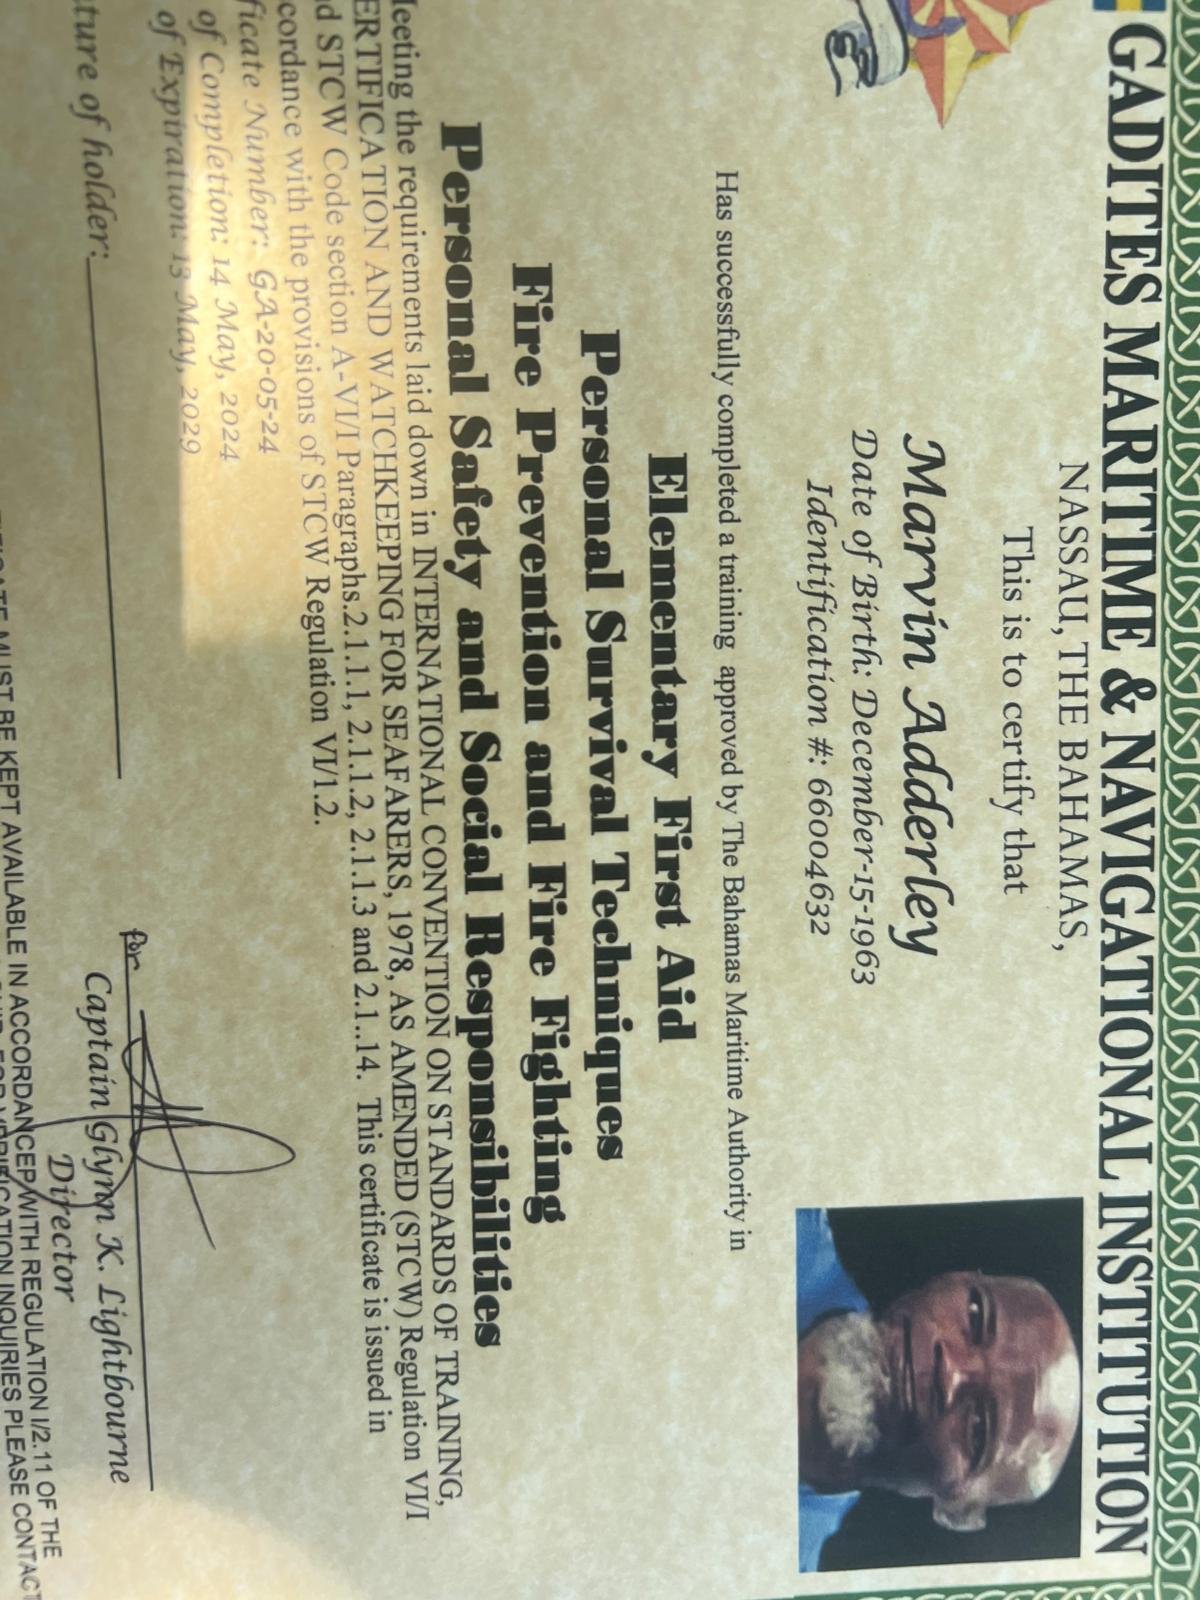 GADITES MARITIME & NAVIGATIONAL INSTITUTION
NASSAU, THE BAHAMAS,
This is to certify that
Marvin Adderley
Date of Birth: December-15-1963
Identification #: 66004632
Has successfully completed a training approved by The Bahamas Maritime Authority in
Elementary First Aid
Personal Survival Techniques
Fire Prevention and Fire Fighting
Personal Safety and Social Responsibilities
eeting the requirements laid down in INTERNATIONAL CONVENTION ON STANDARDS OF TRAINING,
ERTIFICATION AND WATCHKEEPING FOR SEAFARERS, 1978, AS AMENDED (STCW) Regulation VI/I
d STCW Code section A-VI/I Paragraphs.2.1.1.1, 2.1.1.2, 2.1.1.3 and 2.1..14. This certificate is issued in
cordance with the provisions of STCW Regulation VI/1.2.
ficate Number: GA-20-05-24
of Completion: 14 May, 2024
of Expiration: 13 May, 2029
ture of holder:
for
Captain Glynn K. Lightbourne
Director
MUST BE KEPT AVAILABLE IN ACCORDANCEP WITH REGULATION I/2.11 OF THE
VERIFICATION INQUIRIES PLEASE CONTACT